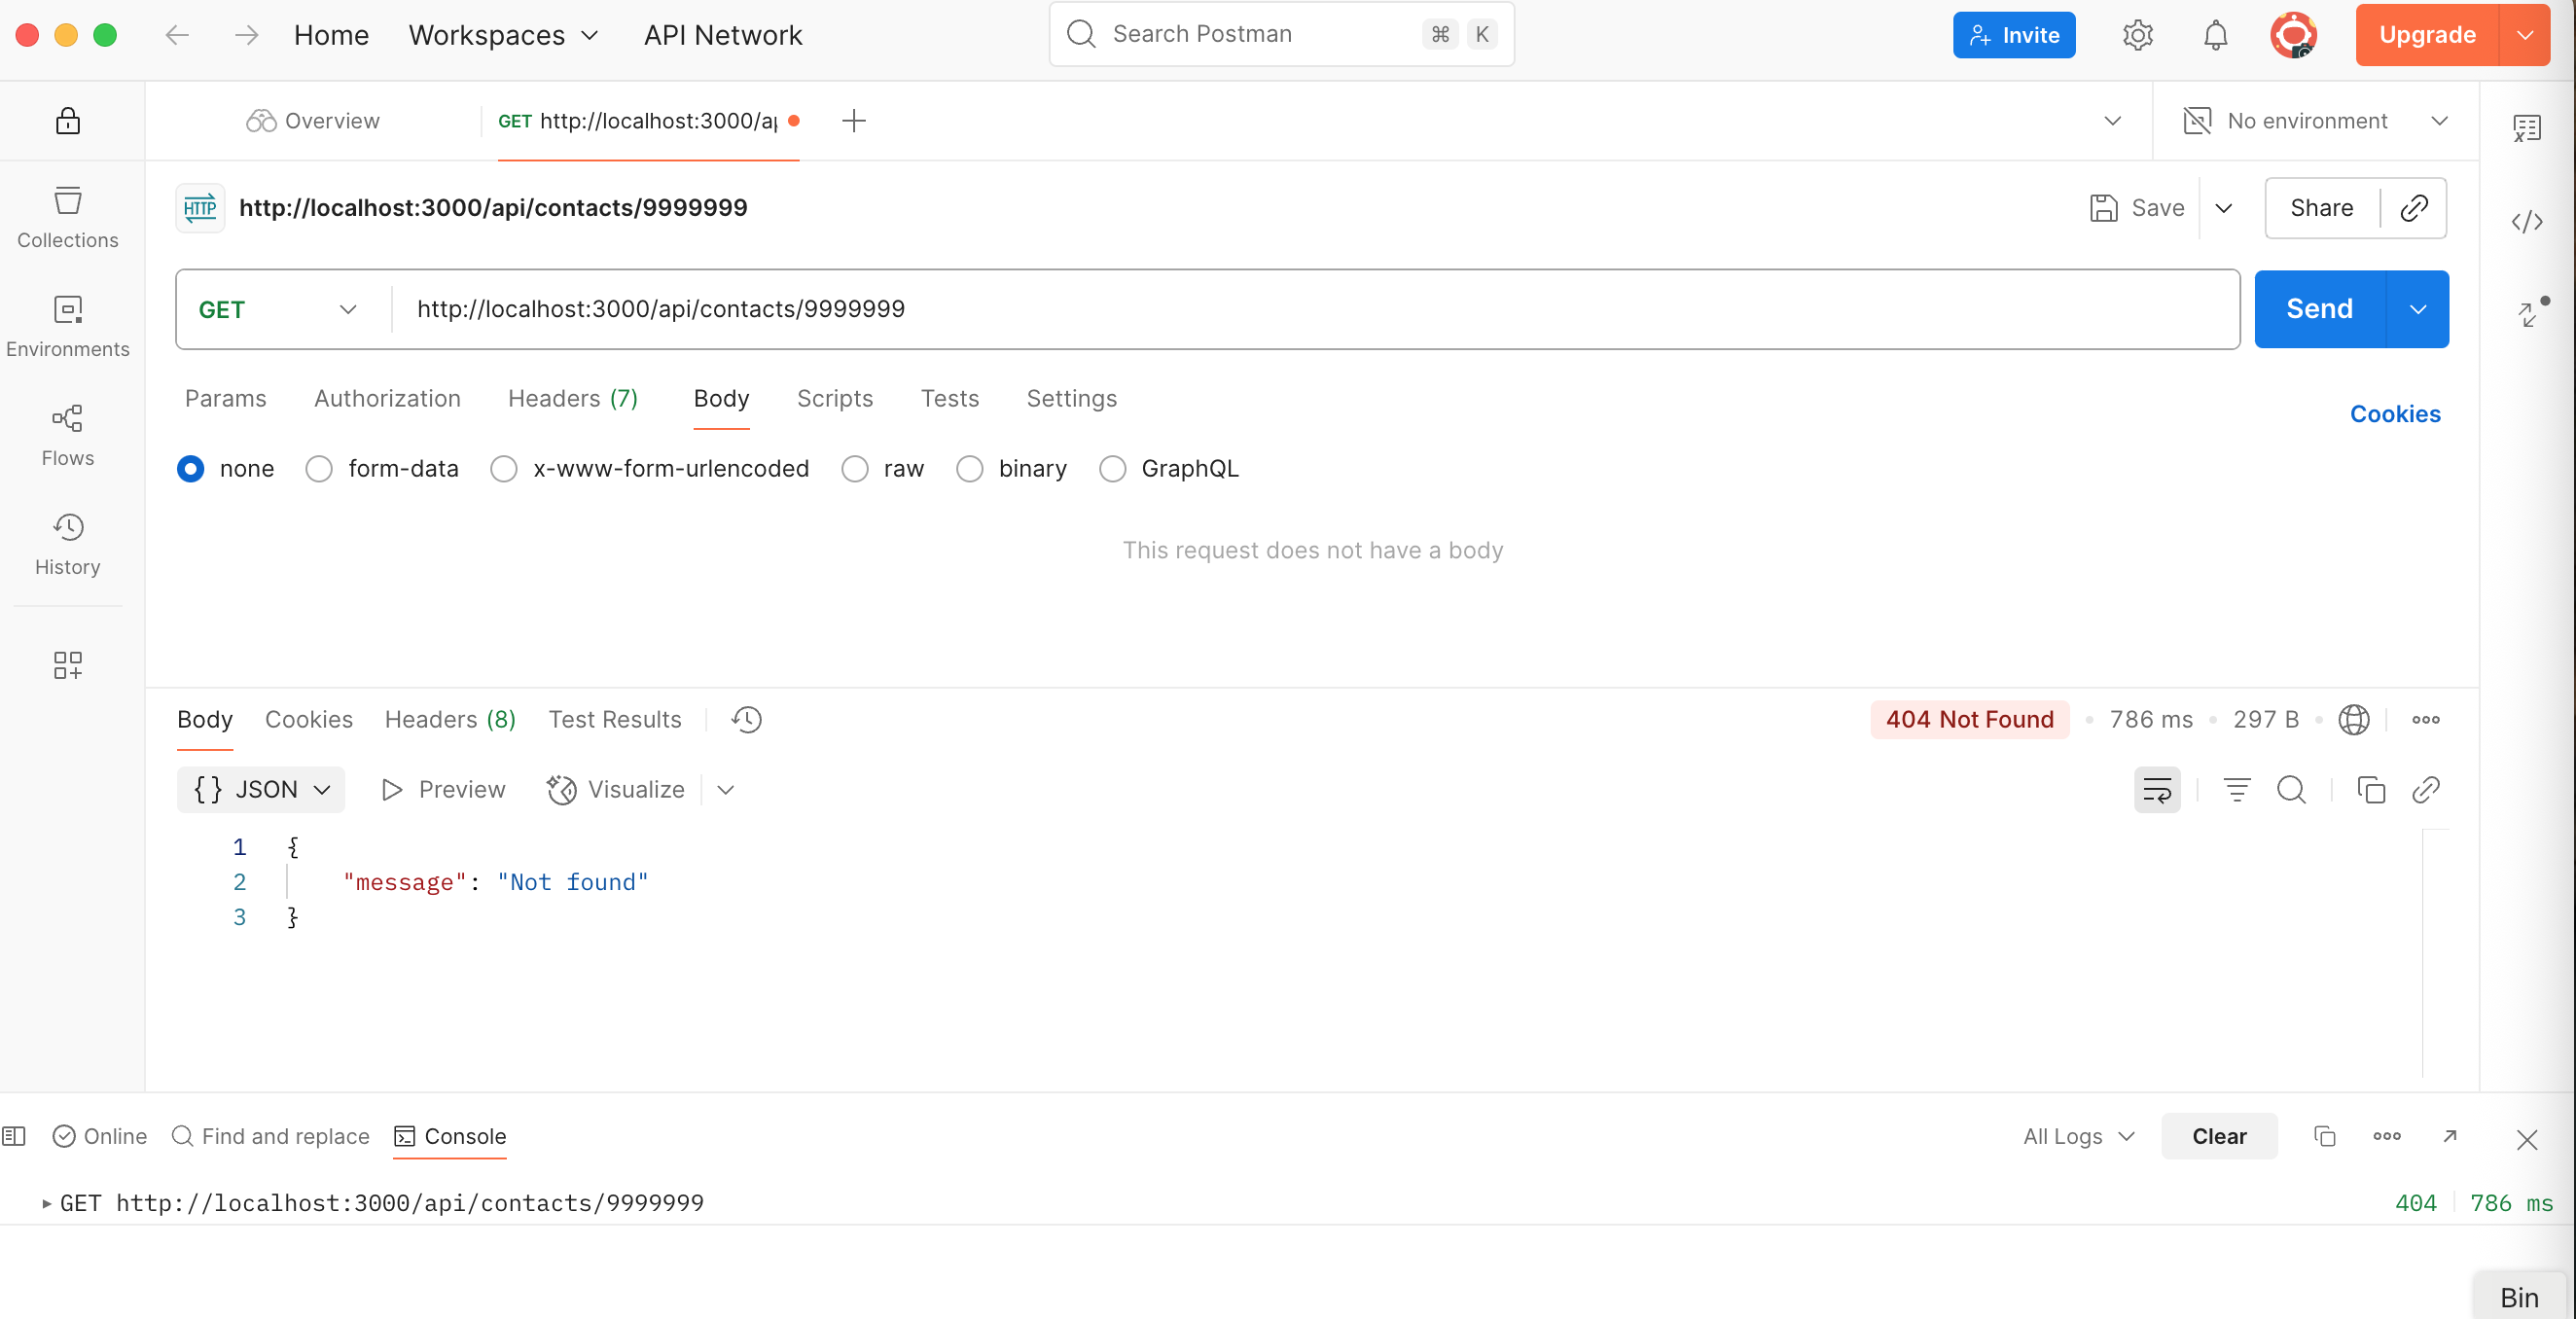 Home Workspaces API Network Search Postman ⌘ K Invite Upgrade
Overview GET http://localhost:3000/ap No environment
HTTP http://localhost:3000/api/contacts/9999999 Save Share
GET http://localhost:3000/api/contacts/9999999 Send
Collections
Environments
Flows
History
Params Authorization Headers (7) Body Scripts Tests Settings Cookies
none form-data x-www-form-urlencoded raw binary GraphQL
This request does not have a body
Body Cookies Headers (8) Test Results 404 Not Found • 786 ms • 297 B •
{ } JSON Preview Visualize
1 {
2 "message": "Not found"
3 }
Online Find and replace Console All Logs Clear
GET http://localhost:3000/api/contacts/9999999 404 786 ms
Bin